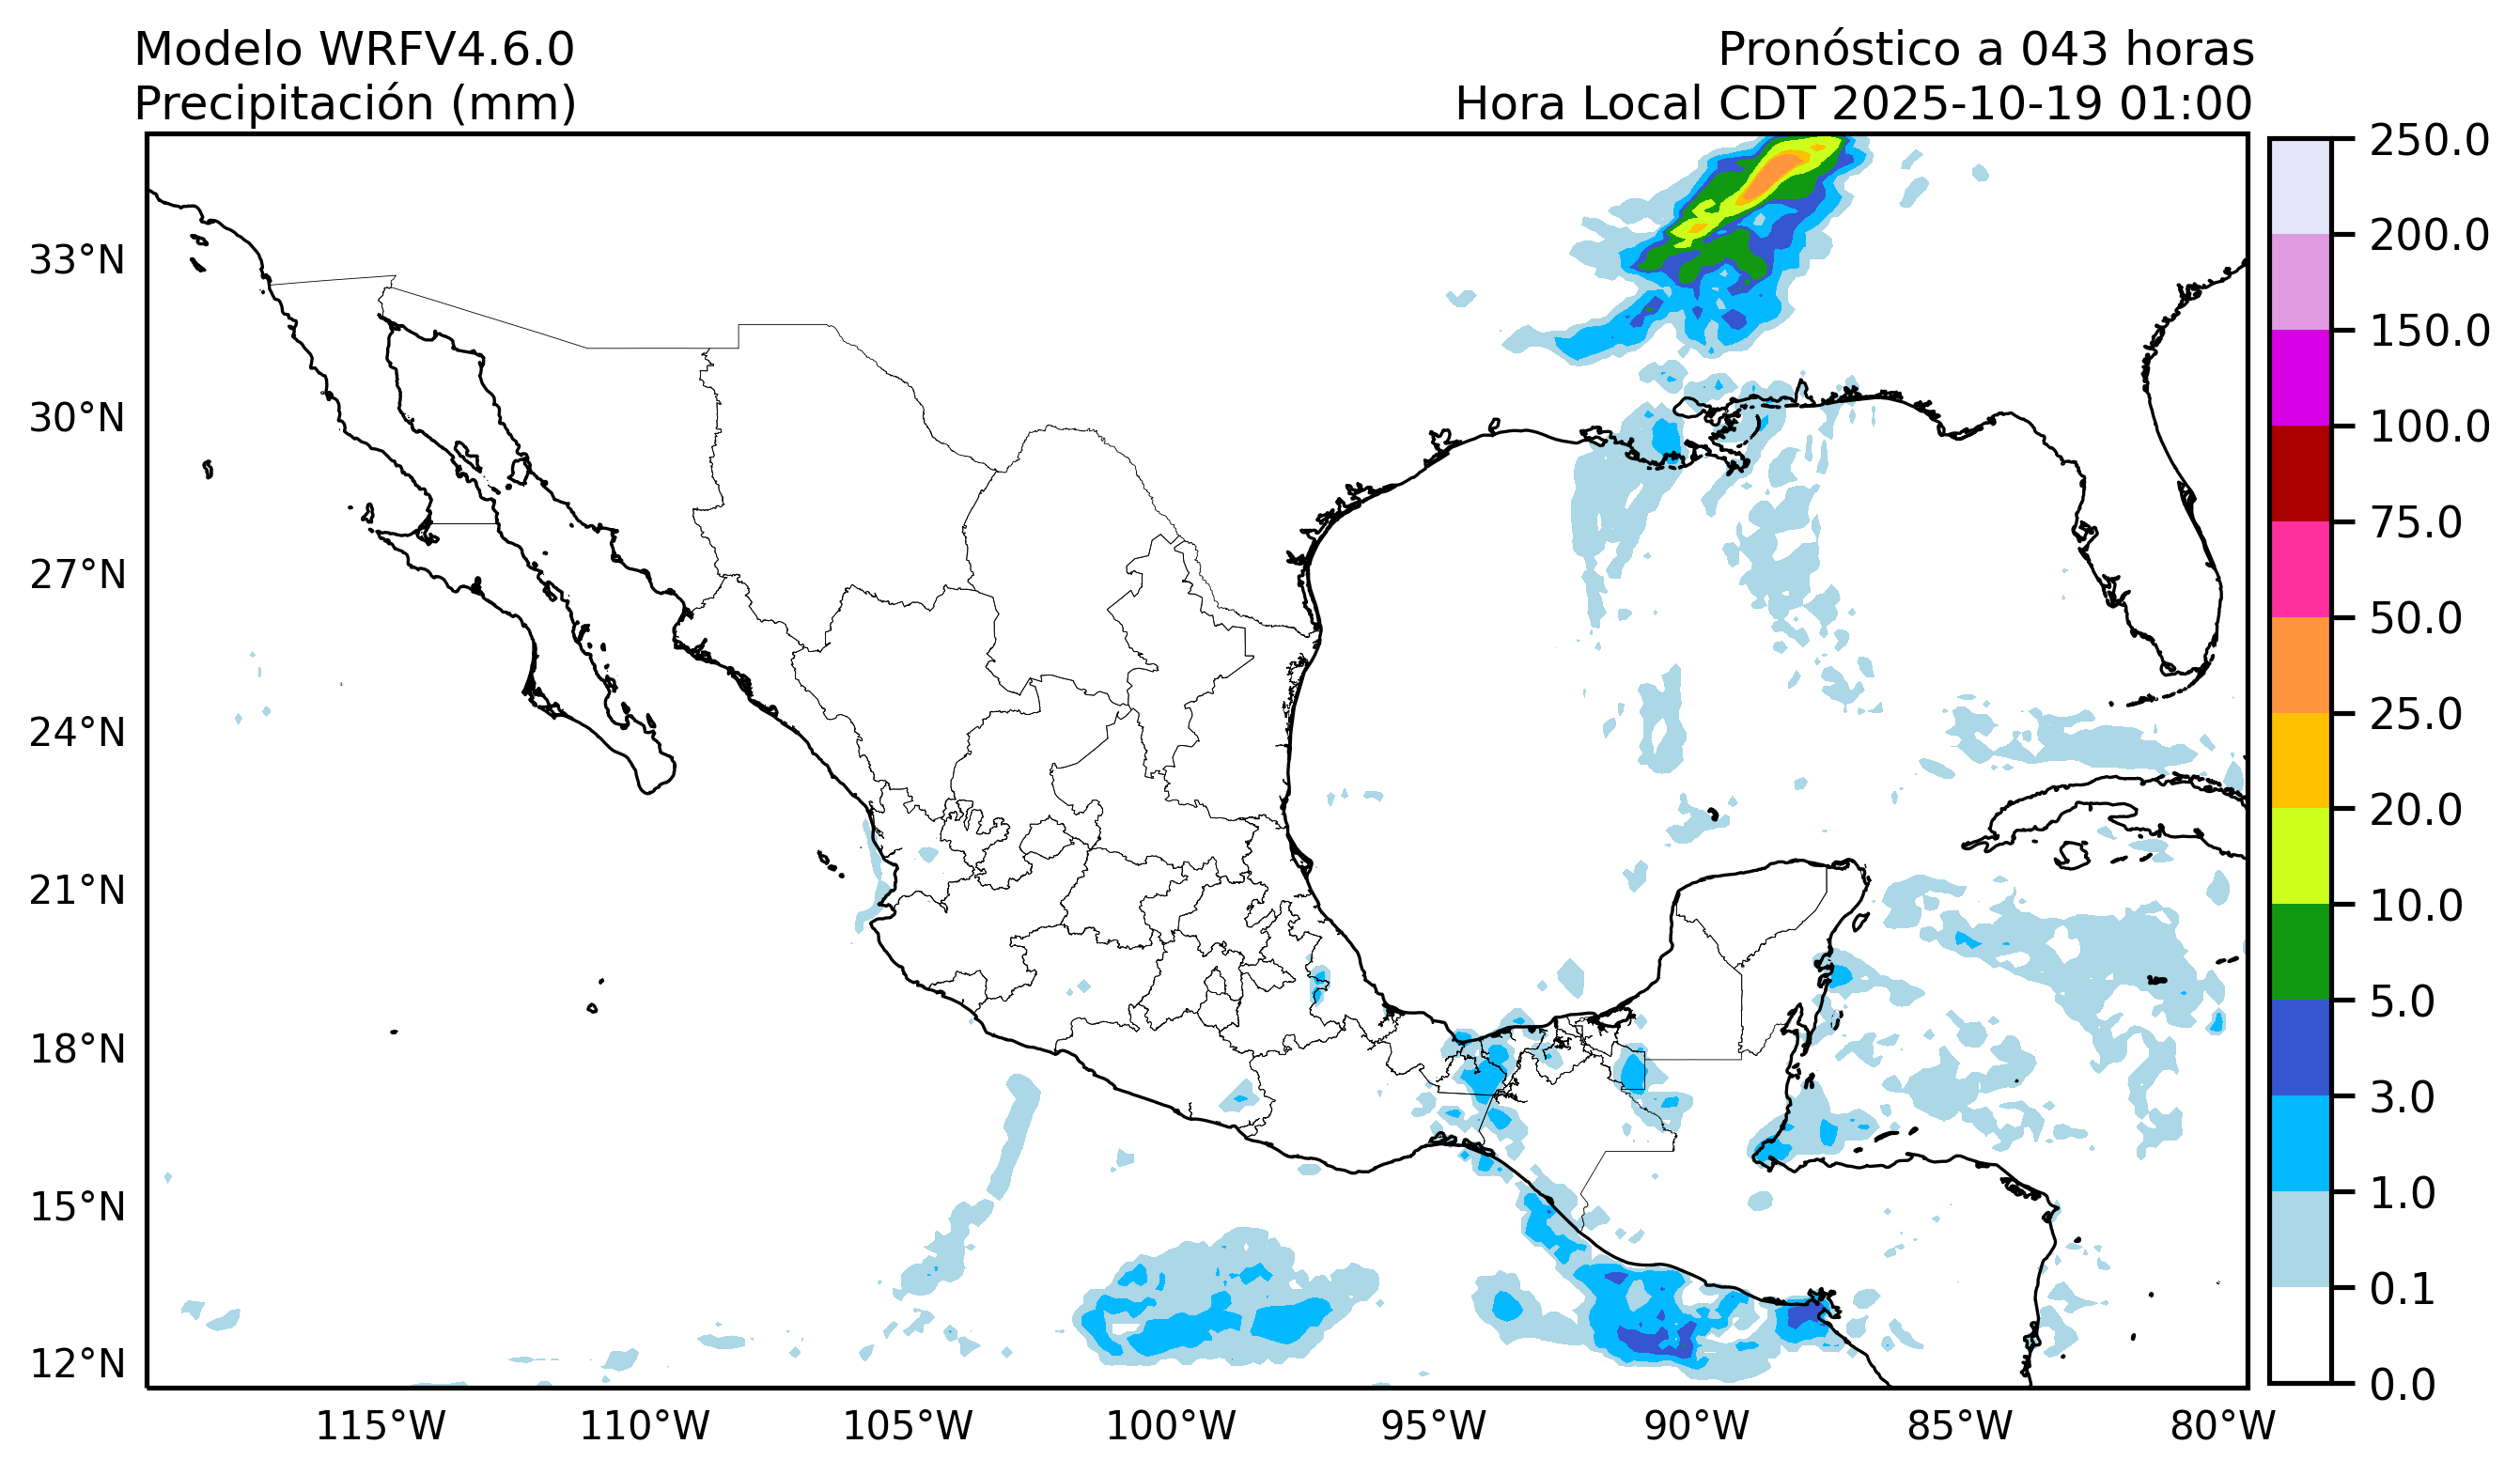 Modelo WRFV4.6.0
Precipitación (mm)
Pronóstico a 043 horas
Hora Local CDT 2025-10-19 01:00
33°N
30°N
27°N
24°N
21°N
18°N
15°N
12°N
115°W
110°W
105°W
100°W
95°W
90°W
85°W
80°W
250.0
200.0
150.0
100.0
75.0
50.0
25.0
20.0
10.0
5.0
3.0
1.0
0.1
0.0